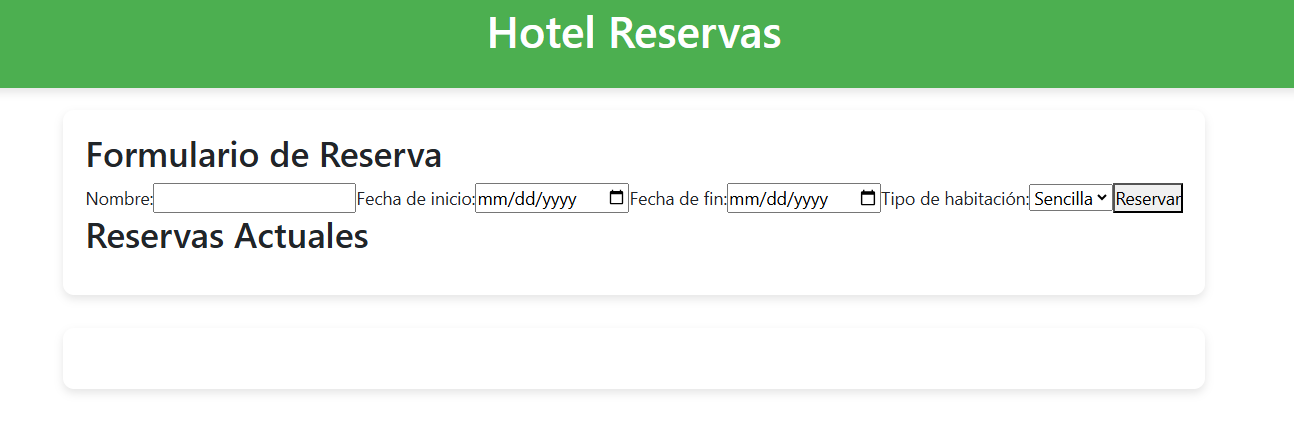 Hotel Reservas
Formulario de Reserva
Nombre: Fecha de inicio: mm/dd/yyyy Fecha de fin: mm/dd/yyyy Tipo de habitación: Sencilla Reservar
Reservas Actuales